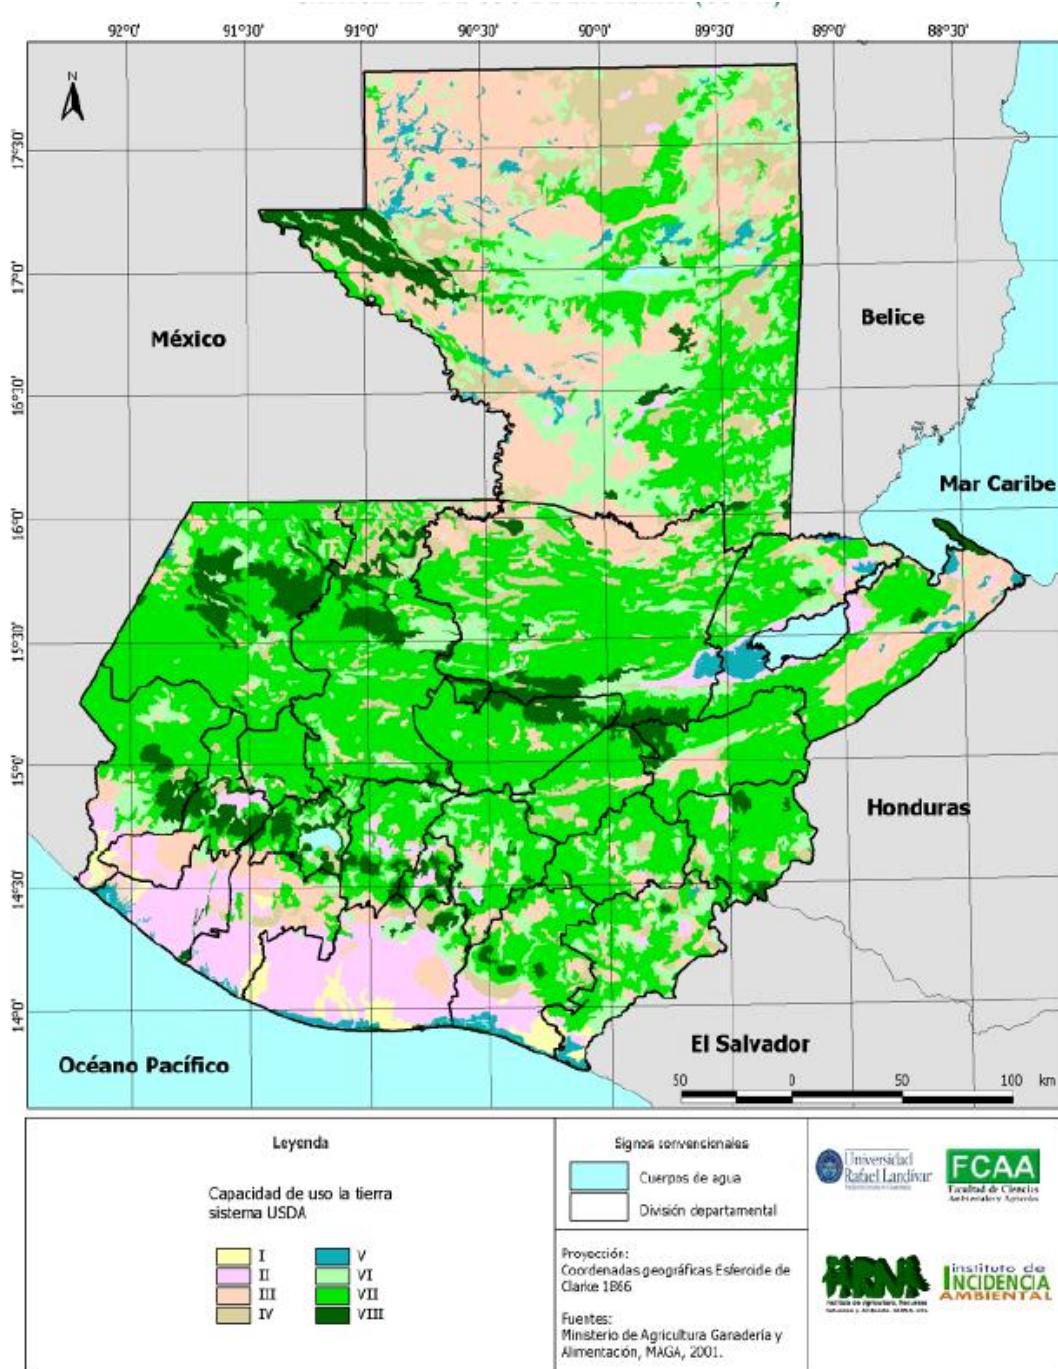 92°0' 91°30' 91°0' 90°30' 90°0' 89°30' 89°0' 88°30'
N
17°30'
17°0'
México
Belice
16°30'
Mar Caribe
16°0'
15°30'
15°0'
Honduras
14°30'
14°0'
El Salvador
Océano Pacífico
50 0 50 100 km
Leyenda
Capacidad de uso la tierra
sistema USDA
I V
II VI
III VII
IV VIII
Signos convencionales
Cuerpos de agua
División departamental
Proyección:
Coordenadas geográficas Esferoide de
Clarke 1866
Fuentes:
Ministerio de Agricultura Ganadería y
Alimentación, MAGA, 2001.
Universidad
Rafael Landívar
FCAA
Facultad de Ciencias
Ambientales y Agrícolas
IARNA
instituto de
INCIDENCIA
AMBIENTAL